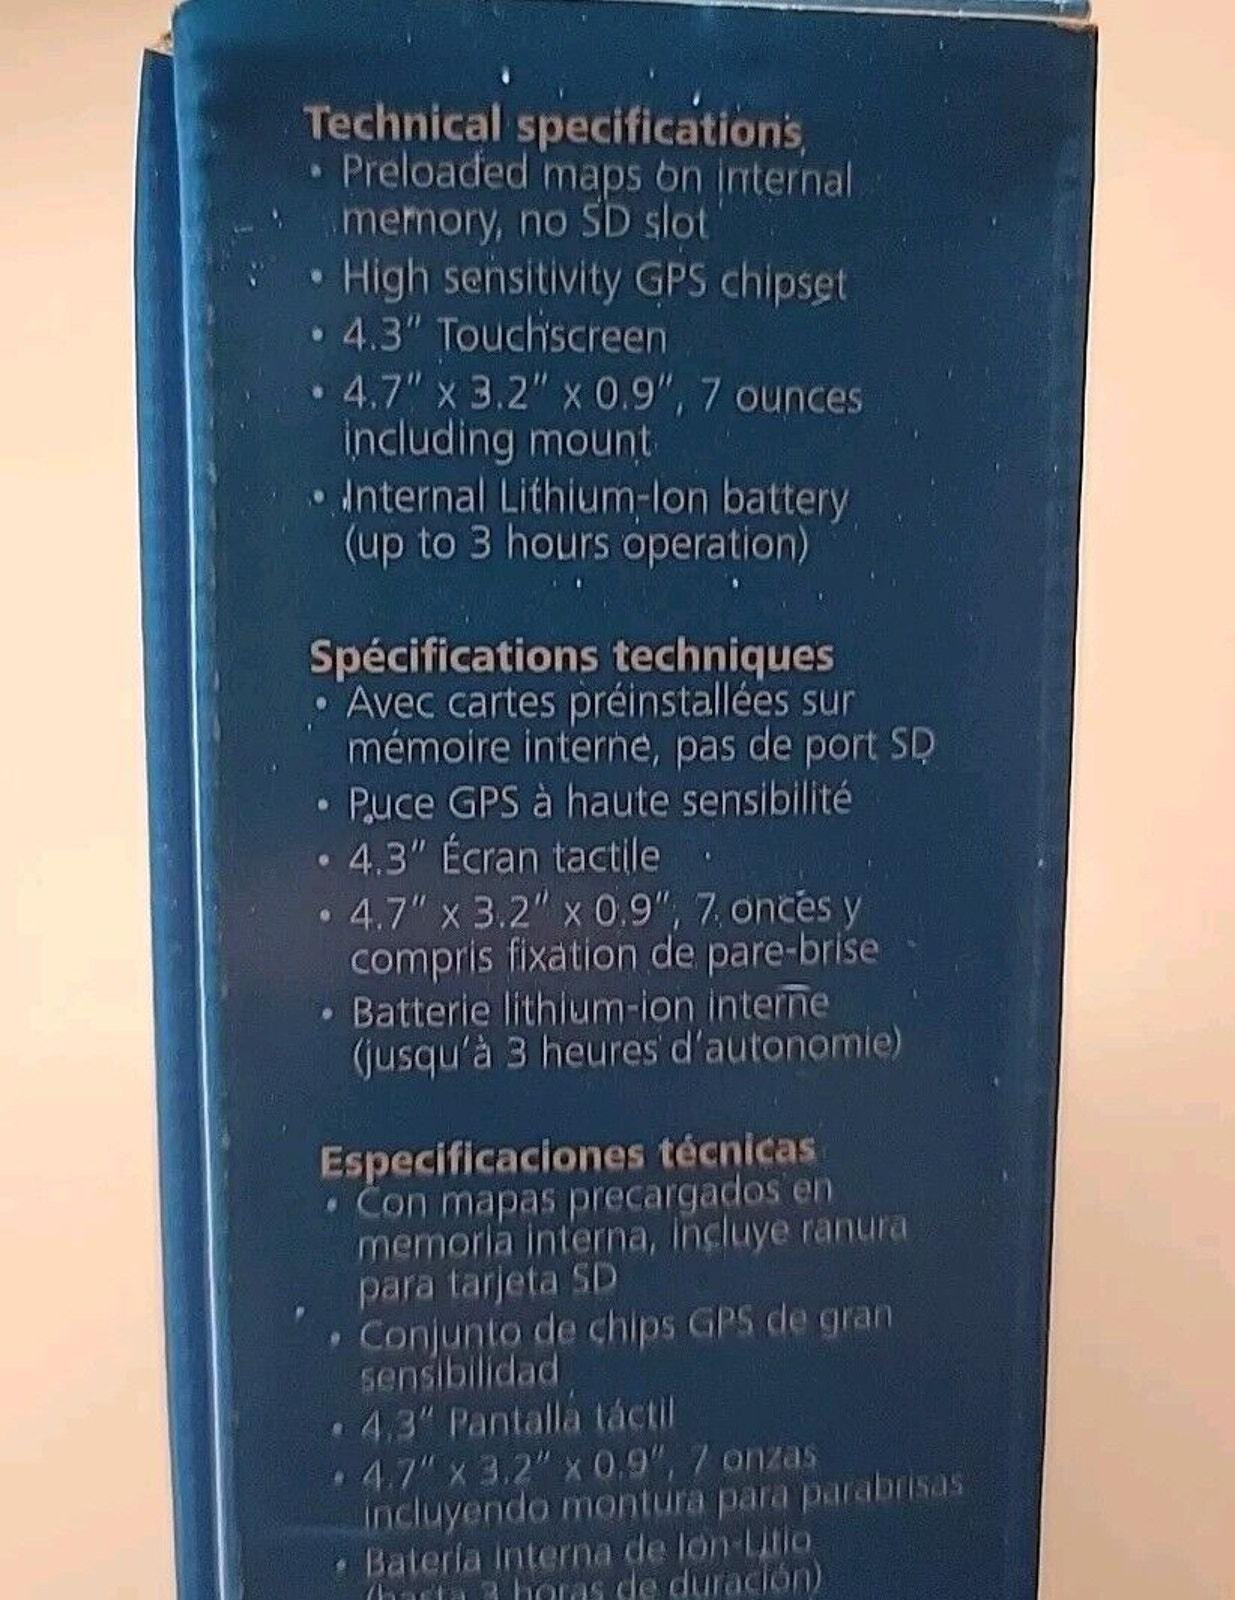 Technical specifications
• Preloaded maps on internal
memory, no SD slot
• High sensitivity GPS chipset
• 4.3" Touchscreen
• 4.7" x 3.2" x 0.9", 7 ounces
including mount
• Internal Lithium-Ion battery
(up to 3 hours operation)
Spécifications techniques
• Avec cartes préinstallées sur
mémoire interne, pas de port SD
• Puce GPS à haute sensibilité
• 4.3" Écran tactile
• 4.7" x 3.2" x 0.9", 7 onces y
compris fixation de pare-brise
• Batterie lithium-ion interne
(jusqu'à 3 heures d'autonomie)
Especificaciones técnicas
• Con mapas precargados en
memoria interna, incluye ranura
para tarjeta SD
• Conjunto de chips GPS de gran
sensibilidad
• 4.3" Pantalla táctil
• 4.7" x 3.2" x 0.9", 7 onzas
incluyendo montura para parabrisas
• Batería interna de Ion-Litio
(hasta 3 horas de duración)